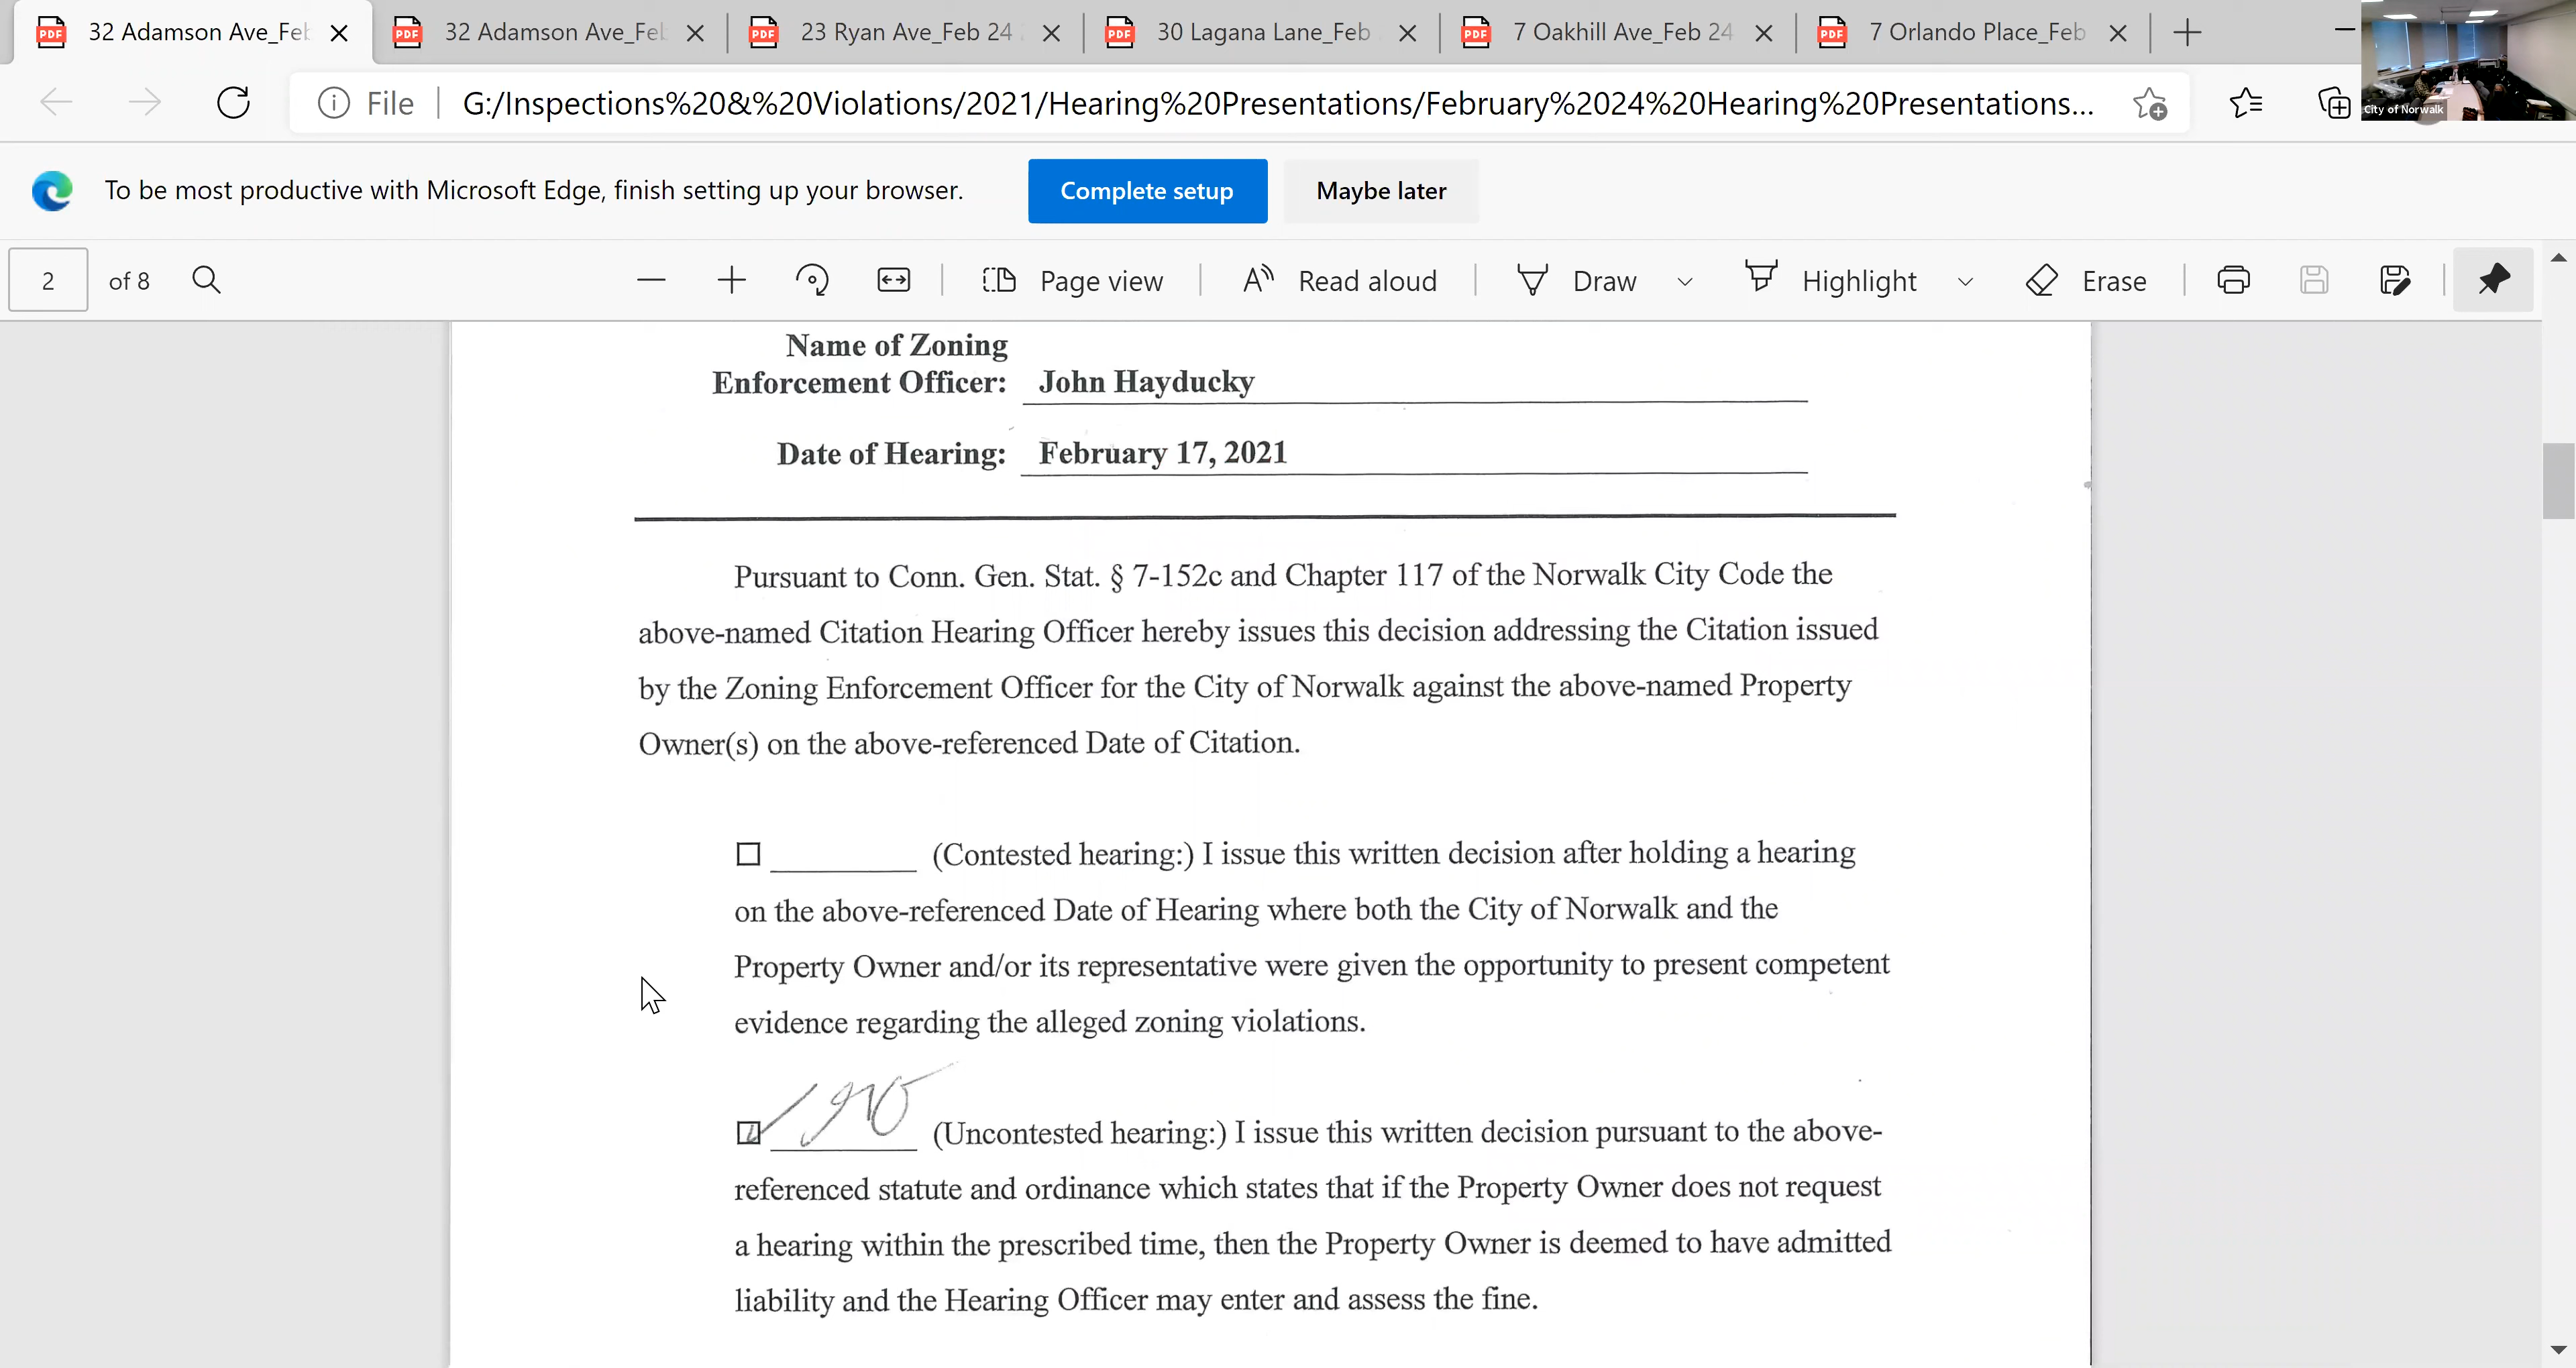 32 Adamson Ave_Feb
32 Adamson Ave_Feb
23 Ryan Ave_Feb 24
30 Lagana Lane_Feb
7 Oakhill Ave_Feb 24
7 Orlando Place_Feb
File
G:/Inspections%20&%20Violations/2021/Hearing%20Presentations/February%2024%20Hearing%20Presentations...
City of Norwalk
To be most productive with Microsoft Edge, finish setting up your browser.
Complete setup
Maybe later
2 of 8
Page view
Read aloud
Draw
Highlight
Erase
Name of Zoning
Enforcement Officer: John Hayducky
Date of Hearing: February 17, 2021
Pursuant to Conn. Gen. Stat. § 7-152c and Chapter 117 of the Norwalk City Code the
above-named Citation Hearing Officer hereby issues this decision addressing the Citation issued
by the Zoning Enforcement Officer for the City of Norwalk against the above-named Property
Owner(s) on the above-referenced Date of Citation.
(Contested hearing:) I issue this written decision after holding a hearing
on the above-referenced Date of Hearing where both the City of Norwalk and the
Property Owner and/or its representative were given the opportunity to present competent
evidence regarding the alleged zoning violations.
(Uncontested hearing:) I issue this written decision pursuant to the above-
referenced statute and ordinance which states that if the Property Owner does not request
a hearing within the prescribed time, then the Property Owner is deemed to have admitted
liability and the Hearing Officer may enter and assess the fine.